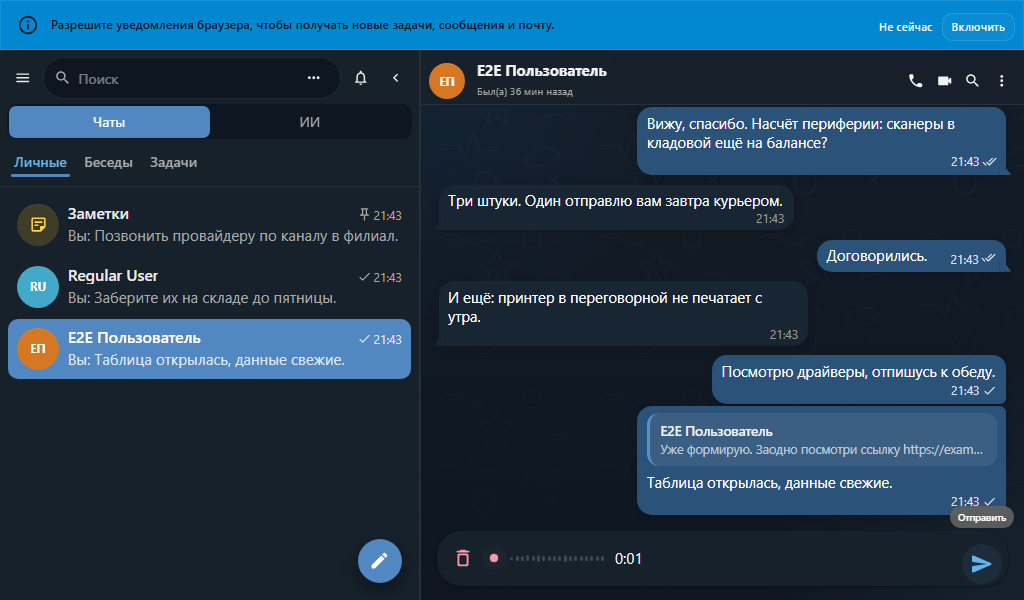 Разрешите уведомления браузера, чтобы получать новые задачи, сообщения и почту.
Не сейчас
Включить
Поиск
Чаты
ИИ
Личные
Беседы
Задачи
Заметки
21:43
Вы: Позвонить провайдеру по каналу в филиал.
RU
Regular User
21:43
Вы: Заберите их на складе до пятницы.
ЕП
E2E Пользователь
21:43
Вы: Таблица открылась, данные свежие.
ЕП
E2E Пользователь
Был(а) 36 мин назад
Вижу, спасибо. Насчёт периферии: сканеры в
кладовой ещё на балансе?
21:43
Три штуки. Один отправлю вам завтра курьером.
21:43
Договорились.
21:43
И ещё: принтер в переговорной не печатает с
утра.
21:43
Посмотрю драйверы, отпишусь к обеду.
21:43
E2E Пользователь
Уже формирую. Заодно посмотри ссылку https://exam...
Таблица открылась, данные свежие.
21:43
Отправить
0:01